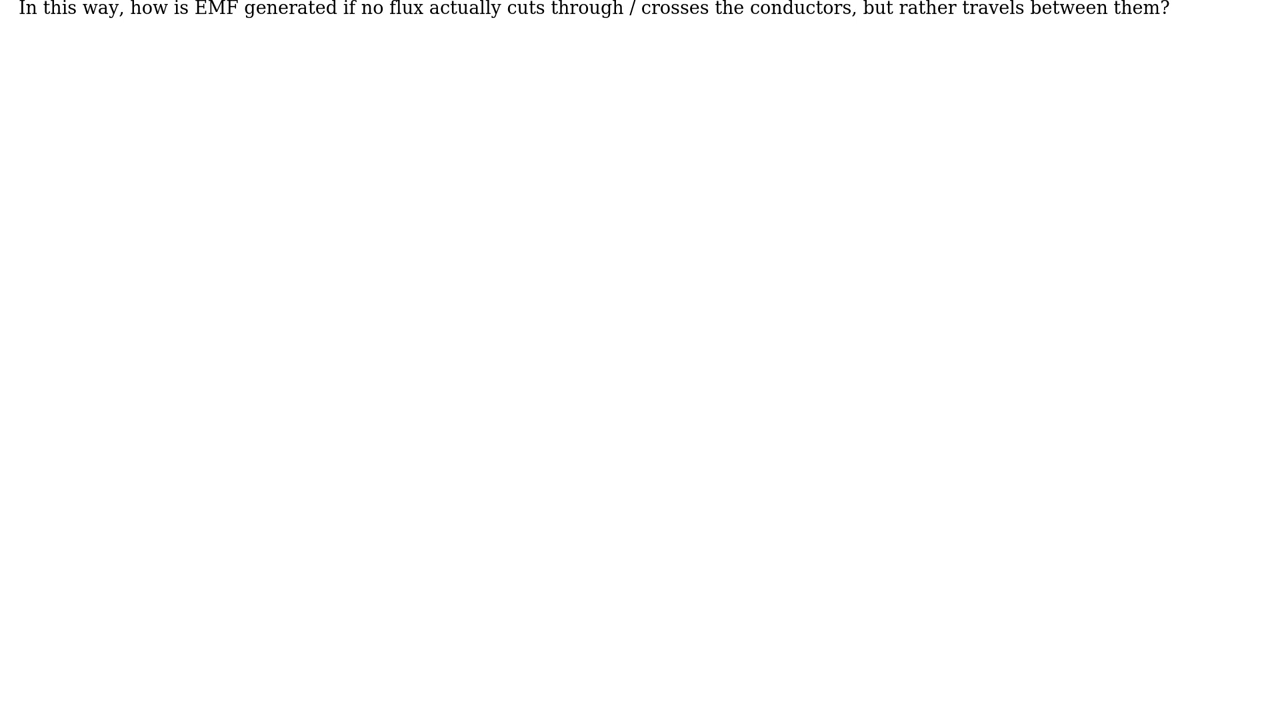 In this way, how is EMF generated if no flux actually cuts through / crosses the conductors, but rather travels between them?